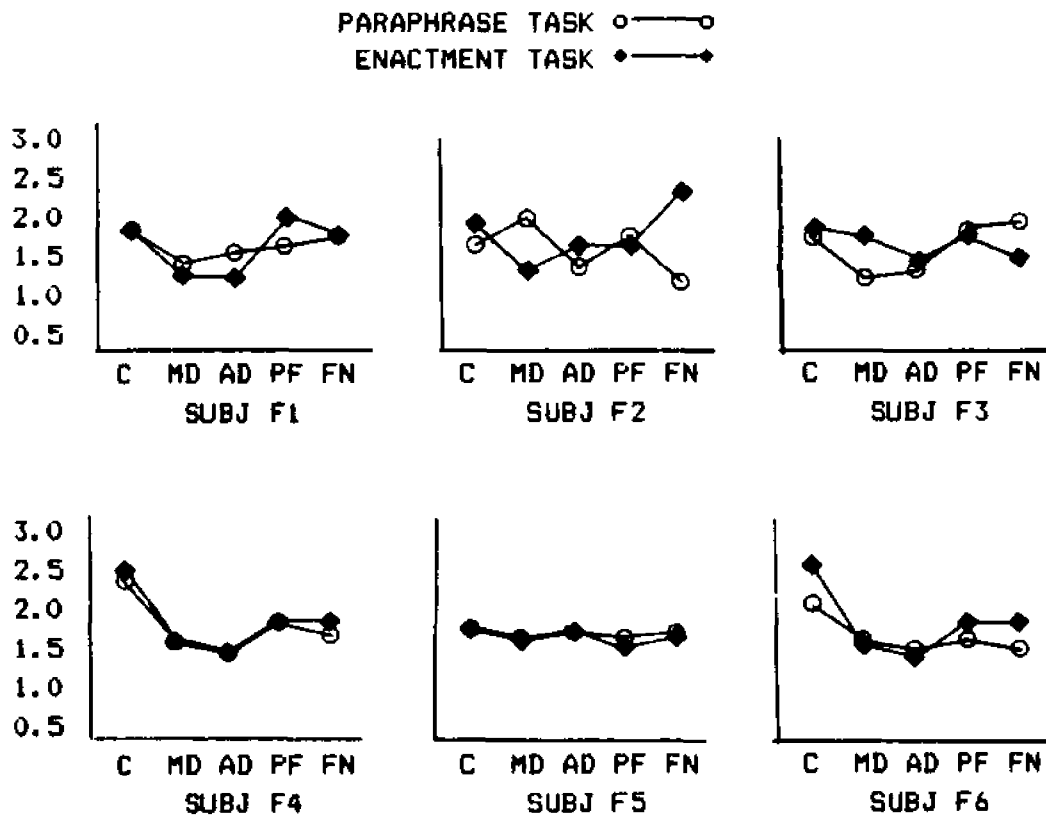 PARAPHRASE TASK
ENACTMENT TASK
3.0
2.5
2.0
1.5
1.0
0.5
C MD AD PF FN C MD AD PF FN C MD AD PF FN
SUBJ F1 SUBJ F2 SUBJ F3
3.0
2.5
2.0
1.5
1.0
0.5
C MD AD PF FN C MD AD PF FN C MD AD PF FN
SUBJ F4 SUBJ F5 SUBJ F6